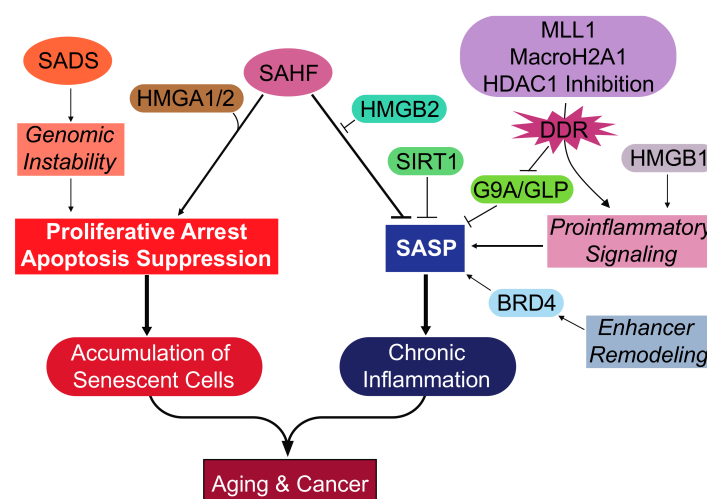 MLL1
MacroH2A1
HDAC1 Inhibition
SADS
SAHF
HMGA1/2
HMGB2
DDR
Genomic
Instability
SIRT1
HMGB1
G9A/GLP
Proliferative Arrest
Apoptosis Suppression
SASP
Proinflammatory
Signaling
BRD4
Enhancer
Remodeling
Accumulation of
Senescent Cells
Chronic
Inflammation
Aging & Cancer